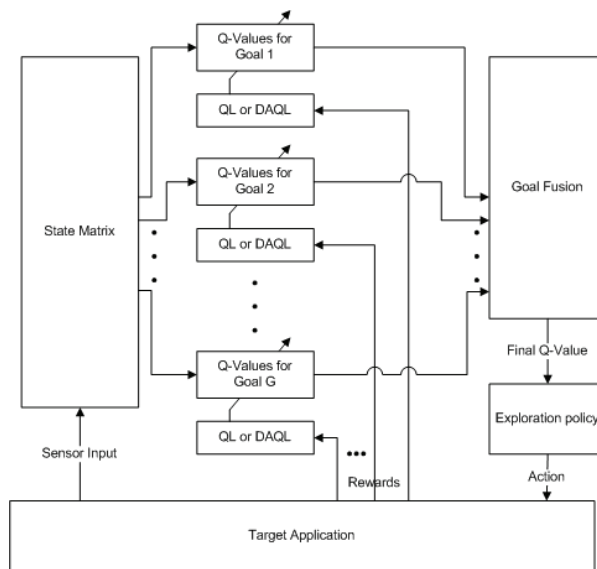 Q-Values for
Goal 1
QL or DAQL
Q-Values for
Goal 2
State Matrix
Goal Fusion
QL or DAQL
Final Q-Value
Q-Values for
Goal G
Exploration policy
QL or DAQL
Sensor Input
Rewards
Action
Target Application